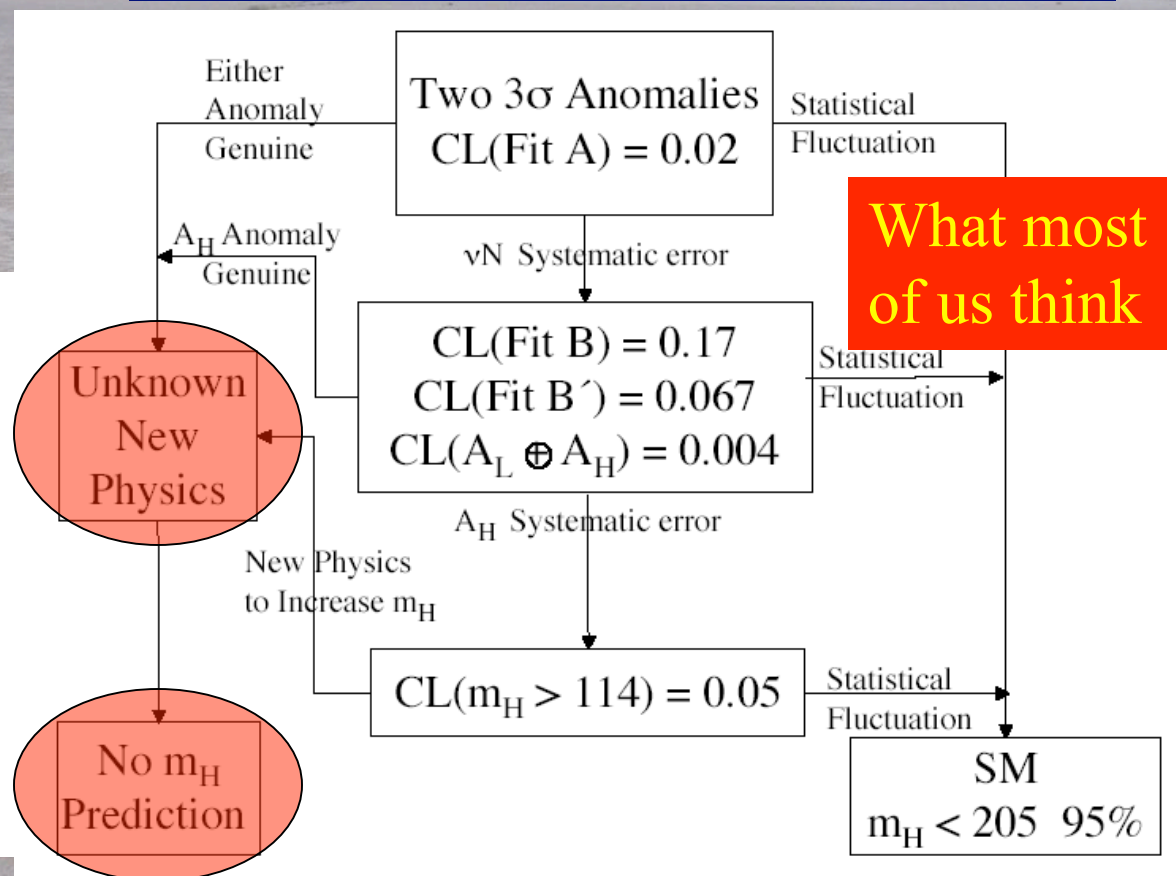 Either
Anomaly
Genuine
Two 3σ Anomalies
CL(Fit A) = 0.02
Statistical
Fluctuation
What most
of us think
A_H Anomaly
Genuine
νN Systematic error
CL(Fit B) = 0.17
CL(Fit B´) = 0.067
CL(A_L ⊕ A_H) = 0.004
Statistical
Fluctuation
Unknown
New
Physics
A_H Systematic error
New Physics
to Increase m_H
CL(m_H > 114) = 0.05
Statistical
Fluctuation
No m_H
Prediction
SM
m_H < 205 95%